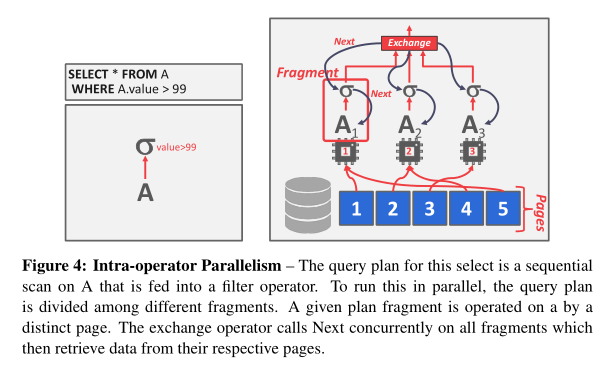 SELECT * FROM A
WHERE A.value > 99
σ value>99
A
Next
Exchange
Fragment
Next
σ
σ
σ
A1
A2
A3
1
2
3
1
2
3
4
5
Pages
Figure 4: Intra-operator Parallelism – The query plan for this select is a sequential
scan on A that is fed into a filter operator. To run this in parallel, the query plan
is divided among different fragments. A given plan fragment is operated on a by a
distinct page. The exchange operator calls Next concurrently on all fragments which
then retrieve data from their respective pages.